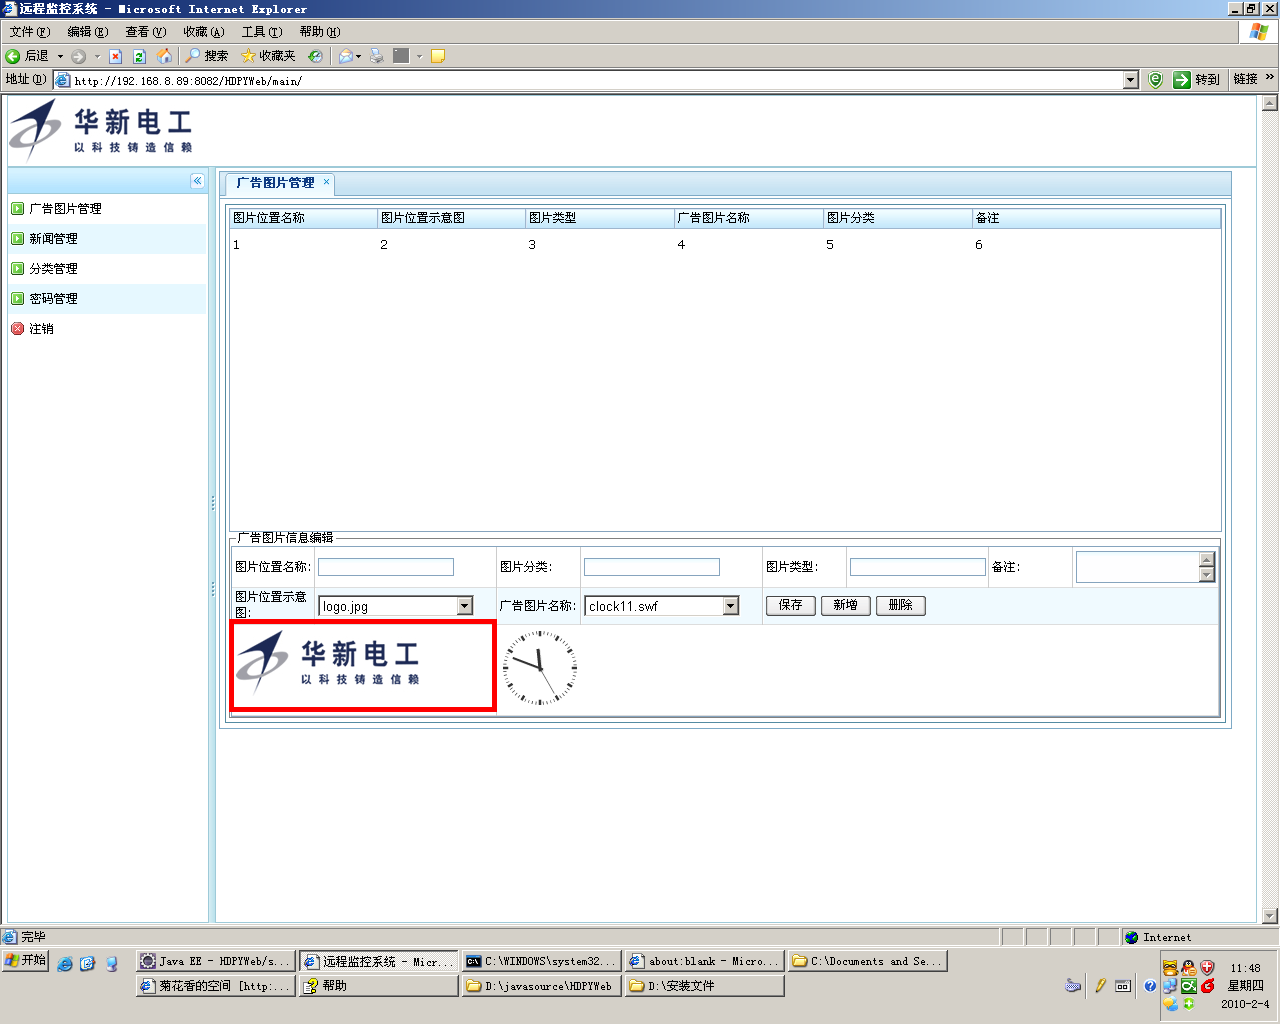 远程监控系统 - Microsoft Internet Explorer
文件(F) 编辑(E) 查看(V) 收藏(A) 工具(T) 帮助(H)
后退 搜索 收藏夹
地址(D) http://192.168.8.89:8082/HDPYWeb/main/ 转到 链接 »
华新电工
以科技铸造信赖
广告图片管理
新闻管理
分类管理
密码管理
注销
广告图片管理
图片位置名称 图片位置示意图 图片类型 广告图片名称 图片分类 备注
1 2 3 4 5 6
广告图片信息编辑
图片位置名称: 图片分类: 图片类型: 备注:
图片位置示意图: logo.jpg 广告图片名称: clock11.swf 保存 新增 删除
华新电工
以科技铸造信赖
完毕 Internet
开始 Java EE - HDPYWeb/s... 远程监控系统 - Micr... C:\WINDOWS\system32... about:blank - Micro... C:\Documents and Se... 11:48
菊花香的空间 [http:... 帮助 D:\javasource\HDPYWeb D:\安装文件 星期四
2010-2-4